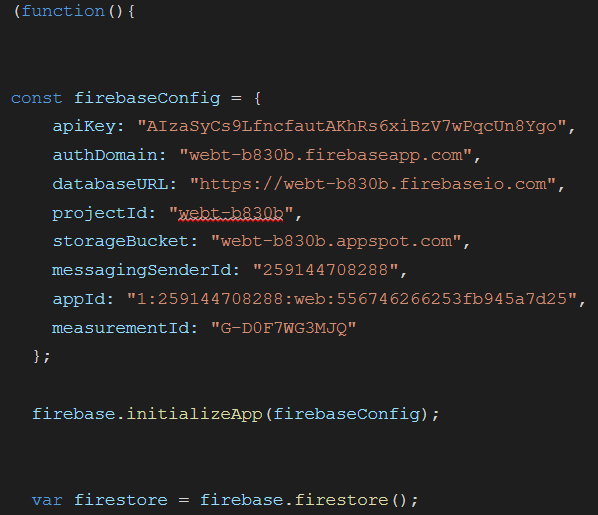 (function(){
const firebaseConfig = {
apiKey: "AIzaSyCs9LfncfautAKhRs6xiBzV7wPqcUn8Ygo",
authDomain: "webt-b830b.firebaseapp.com",
databaseURL: "https://webt-b830b.firebaseio.com",
projectId: "webt-b830b",
storageBucket: "webt-b830b.appspot.com",
messagingSenderId: "259144708288",
appId: "1:259144708288:web:556746266253fb945a7d25",
measurementId: "G-D0F7WG3MJQ"
};
firebase.initializeApp(firebaseConfig);
var firestore = firebase.firestore();